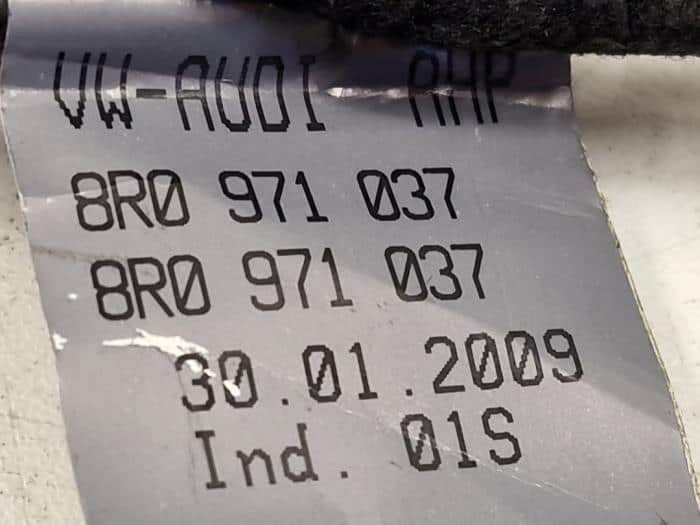 VW-AUDI AHP
8R0 971 037
8R0 971 037
30.01.2009
Ind. 01S